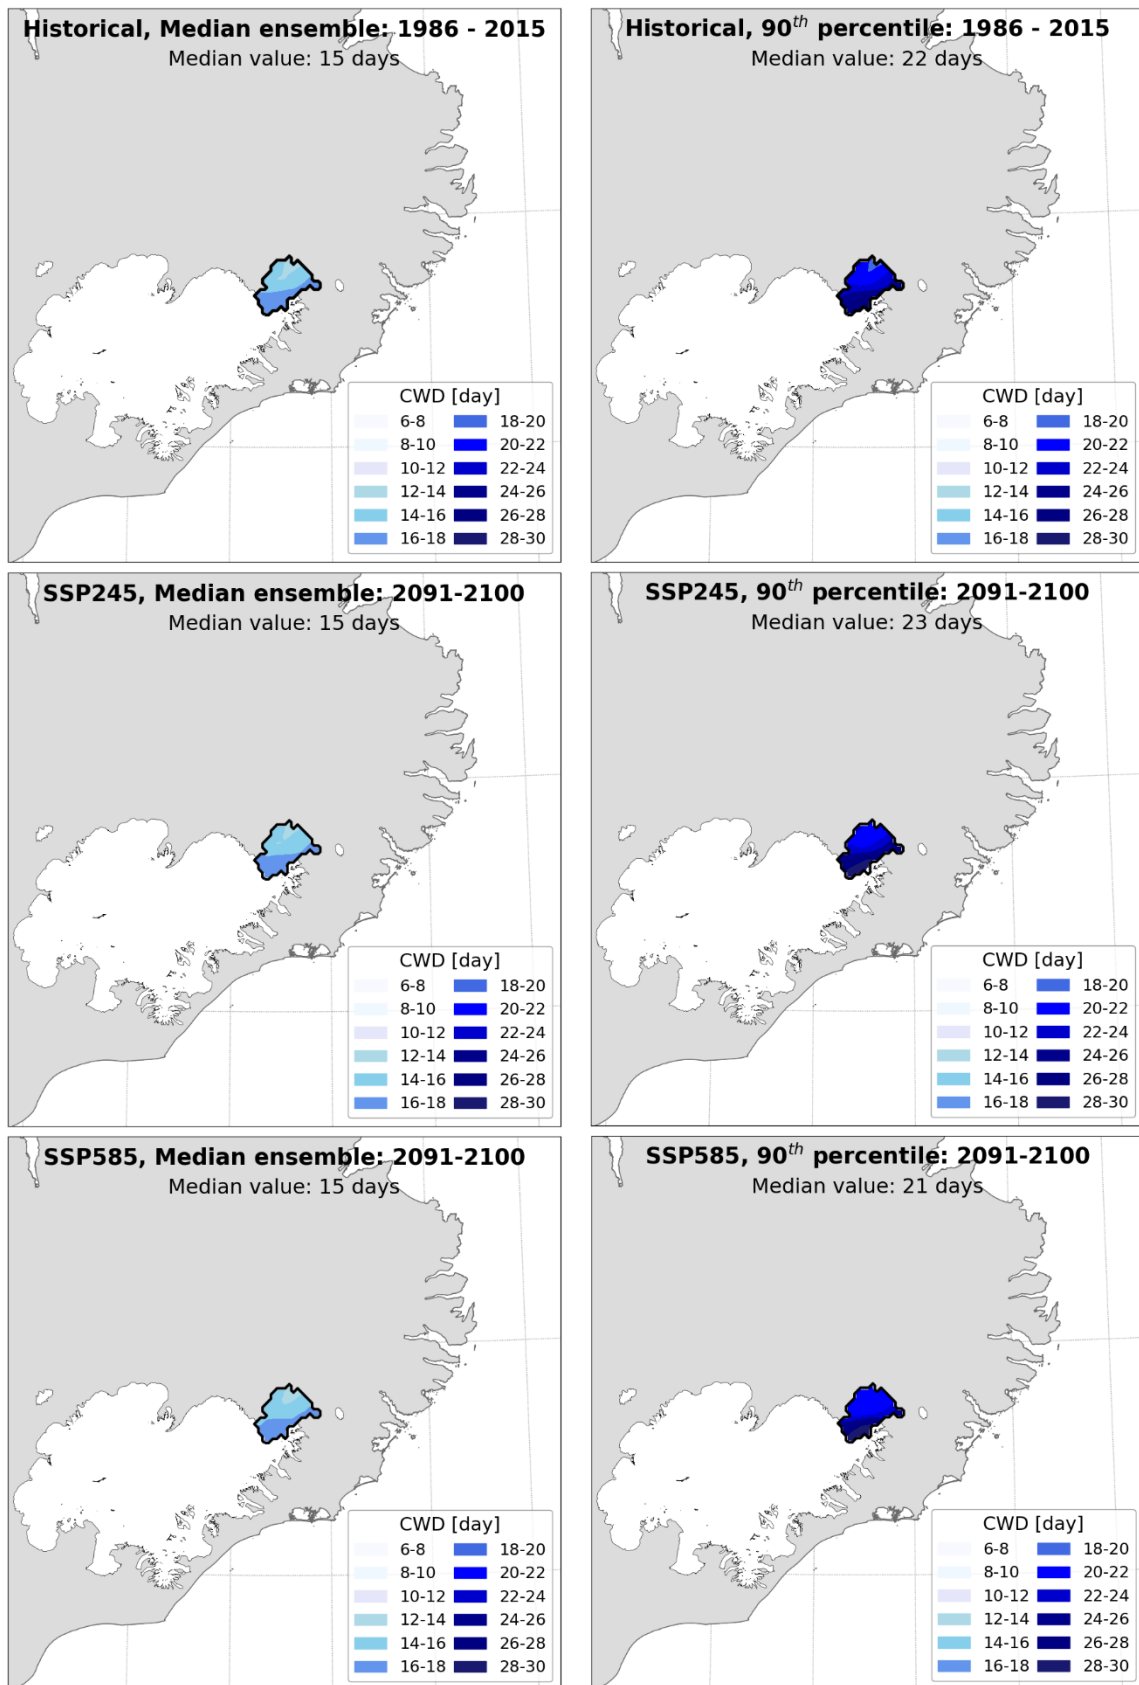 Historical, Median ensemble: 1986 - 2015
Median value: 15 days
CWD [day]
6-8 18-20
8-10 20-22
10-12 22-24
12-14 24-26
14-16 26-28
16-18 28-30
Historical, 90th percentile: 1986 - 2015
Median value: 22 days
CWD [day]
6-8 18-20
8-10 20-22
10-12 22-24
12-14 24-26
14-16 26-28
16-18 28-30
SSP245, Median ensemble: 2091-2100
Median value: 15 days
CWD [day]
6-8 18-20
8-10 20-22
10-12 22-24
12-14 24-26
14-16 26-28
16-18 28-30
SSP245, 90th percentile: 2091-2100
Median value: 23 days
CWD [day]
6-8 18-20
8-10 20-22
10-12 22-24
12-14 24-26
14-16 26-28
16-18 28-30
SSP585, Median ensemble: 2091-2100
Median value: 15 days
CWD [day]
6-8 18-20
8-10 20-22
10-12 22-24
12-14 24-26
14-16 26-28
16-18 28-30
SSP585, 90th percentile: 2091-2100
Median value: 21 days
CWD [day]
6-8 18-20
8-10 20-22
10-12 22-24
12-14 24-26
14-16 26-28
16-18 28-30